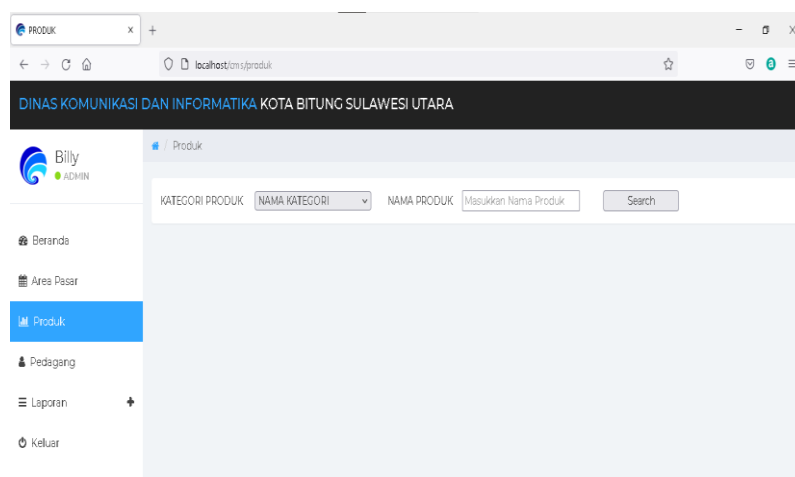 PRODUK
localhost/cms/produk
DINAS KOMUNIKASI DAN INFORMATIKA KOTA BITUNG SULAWESI UTARA
Billy
ADMIN
/ Produk
KATEGORI PRODUK NAMA KATEGORI NAMA PRODUK Masukkan Nama Produk Search
Beranda
Area Pasar
Produk
Pedagang
Laporan
Keluar